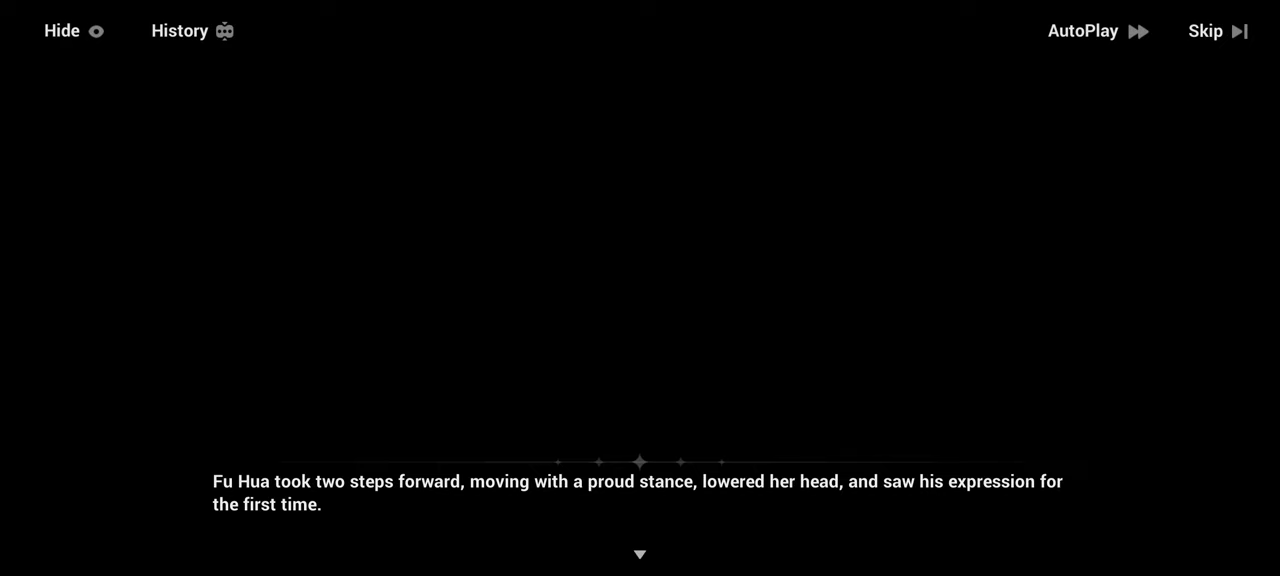 Hide
History
AutoPlay
Skip
Fu Hua took two steps forward, moving with a proud stance, lowered her head, and saw his expression for
the first time.